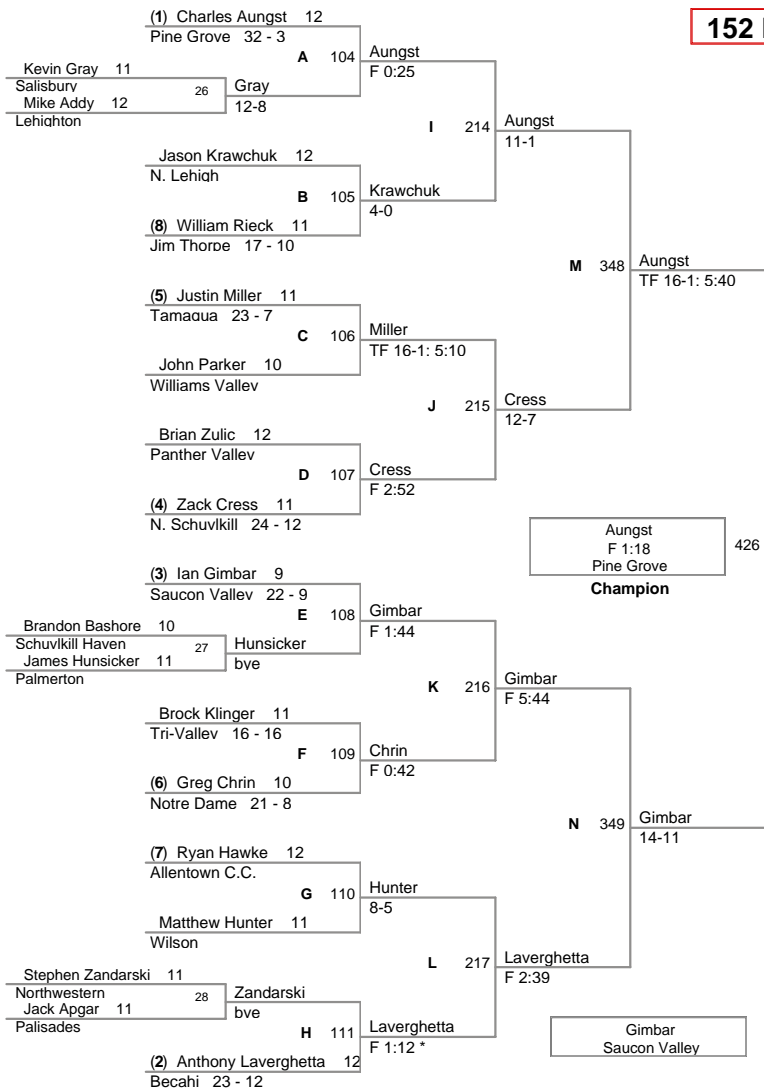 (1) Charles Aungst 12
Pine Grove 32 - 3
152
A 104 Aungst
F 0:25
Kevin Gray 11
Salisbury
26 Gray
12-8
Mike Addy 12
Lehighton
I 214 Aungst
11-1
Jason Krawchuk 12
N. Lehigh
B 105 Krawchuk
4-0
(8) William Rieck 11
Jim Thorpe 17 - 10
M 348 Aungst
TF 16-1: 5:40
(5) Justin Miller 11
Tamaqua 23 - 7
C 106 Miller
TF 16-1: 5:10
John Parker 10
Williams Valley
J 215 Cress
12-7
Brian Zulic 12
Panther Valley
D 107 Cress
F 2:52
(4) Zack Cress 11
N. Schuylkill 24 - 12
Aungst
F 1:18
Pine Grove
426
Champion
(3) Ian Gimbar 9
Saucon Valley 22 - 9
E 108 Gimbar
F 1:44
Brandon Bashore 10
Schuylkill Haven
27 Hunsicker
bye
James Hunsicker 11
Palmerton
K 216 Gimbar
F 5:44
Brock Klinger 11
Tri-Valley 16 - 16
F 109 Chrin
F 0:42
(6) Greg Chrin 10
Notre Dame 21 - 8
N 349 Gimbar
14-11
(7) Ryan Hawke 12
Allentown C.C.
G 110 Hunter
8-5
Matthew Hunter 11
Wilson
L 217 Laverghetta
F 2:39
Stephen Zandarski 11
Northwestern
28 Zandarski
bye
Jack Apgar 11
Palisades
H 111 Laverghetta
F 1:12 *
(2) Anthony Laverghetta 12
Becahi 23 - 12
Gimbar
Saucon Valley